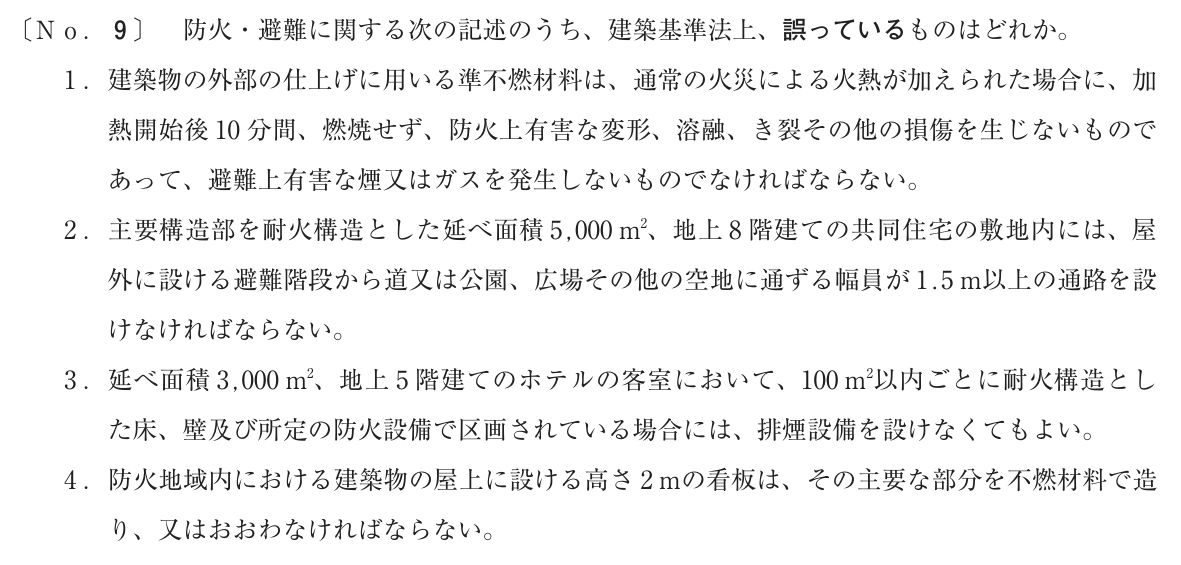 〔Ｎｏ． 9〕　防火・避難に関する次の記述のうち、建築基準法上、誤っているものはどれか。
1．建築物の外部の仕上げに用いる準不燃材料は、通常の火災による火熱が加えられた場合に、加
熱開始後 10 分間、燃焼せず、防火上有害な変形、溶融、き裂その他の損傷を生じないもので
あって、避難上有害な煙又はガスを発生しないものでなければならない。
2．主要構造部を耐火構造とした延べ面積 5,000 m²、地上 8 階建ての共同住宅の敷地内には、屋
外に設ける避難階段から道又は公園、広場その他の空地に通ずる幅員が 1.5 m以上の通路を設
けなければならない。
3．延べ面積 3,000 m²、地上 5 階建てのホテルの客室において、100 m²以内ごとに耐火構造とし
た床、壁及び所定の防火設備で区画されている場合には、排煙設備を設けなくてもよい。
4．防火地域内における建築物の屋上に設ける高さ 2 mの看板は、その主要な部分を不燃材料で造
り、又はおおわなければならない。